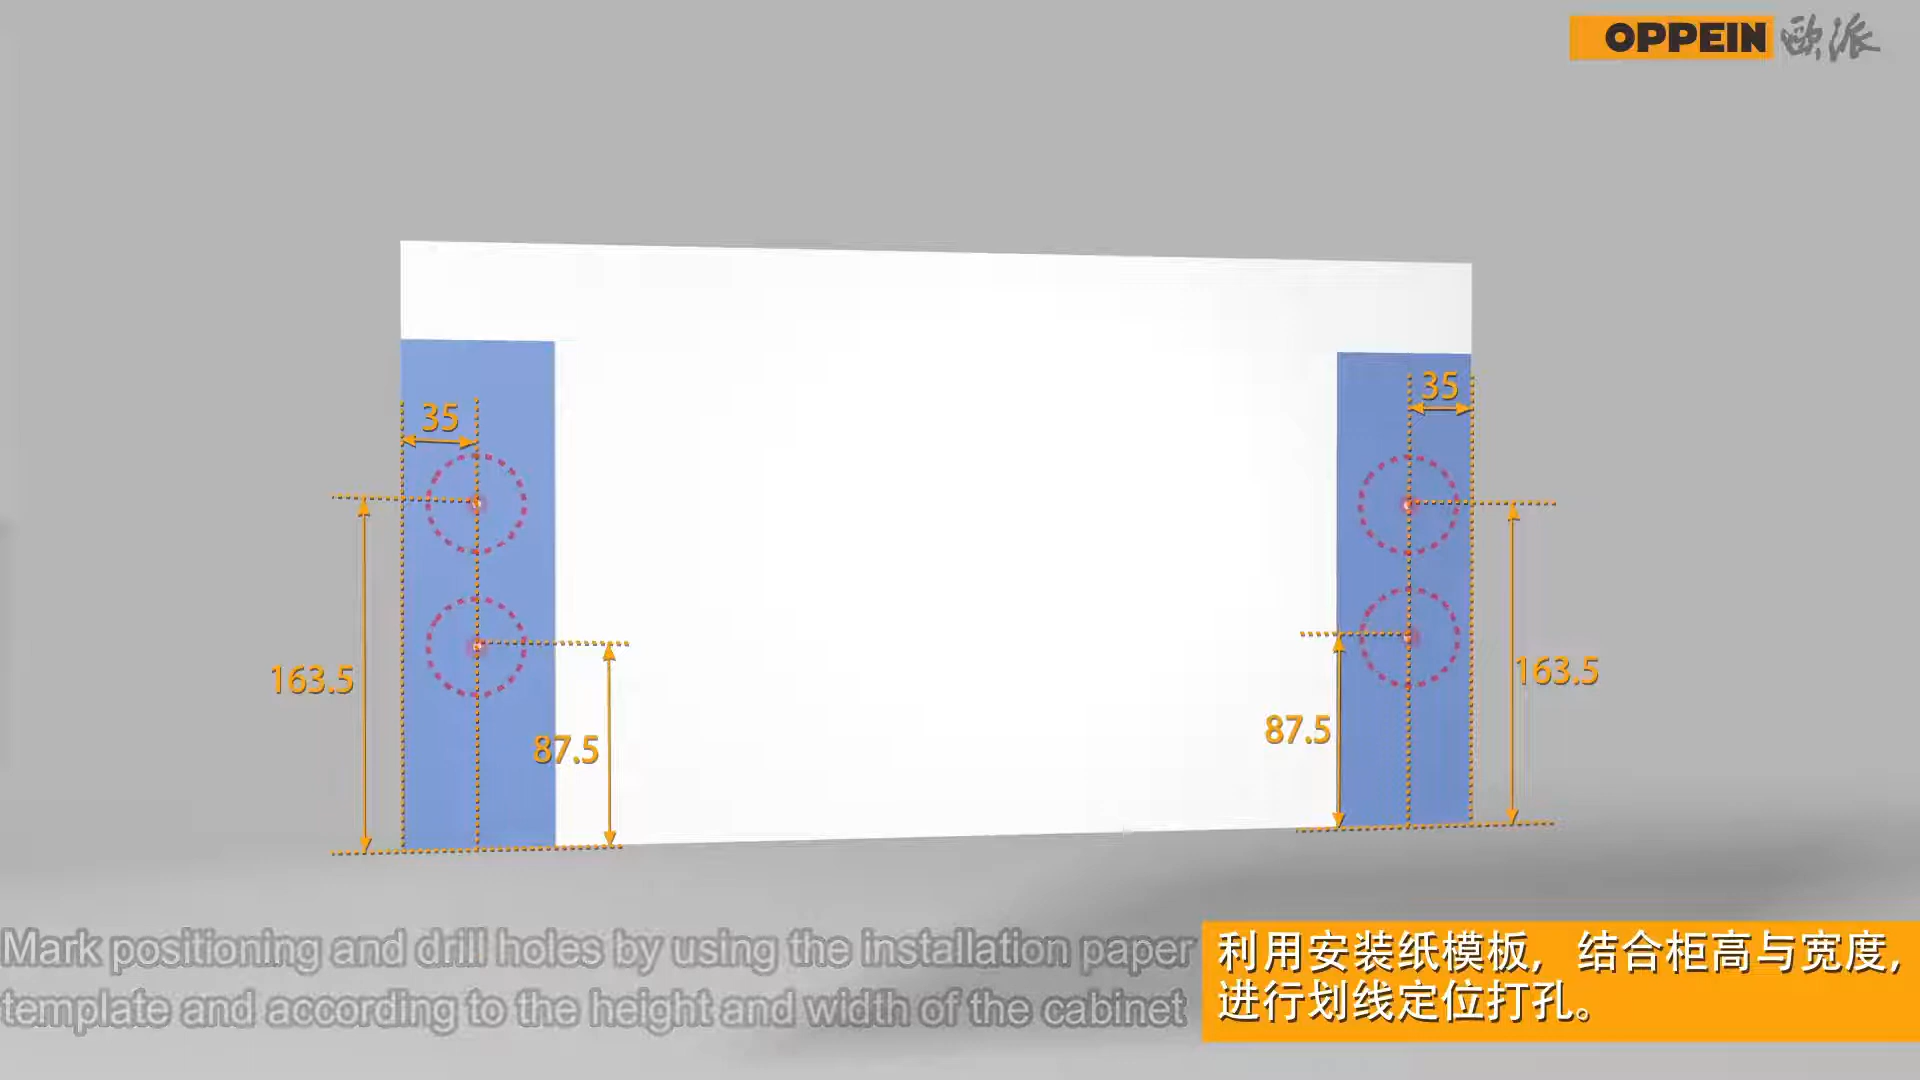 OPPEIN 歐派
35
35
163.5
87.5
87.5
163.5
Mark positioning and drill holes by using the installation paper
template and according to the height and width of the cabinet
利用安装纸模板，结合柜高与宽度，
进行划线定位打孔。